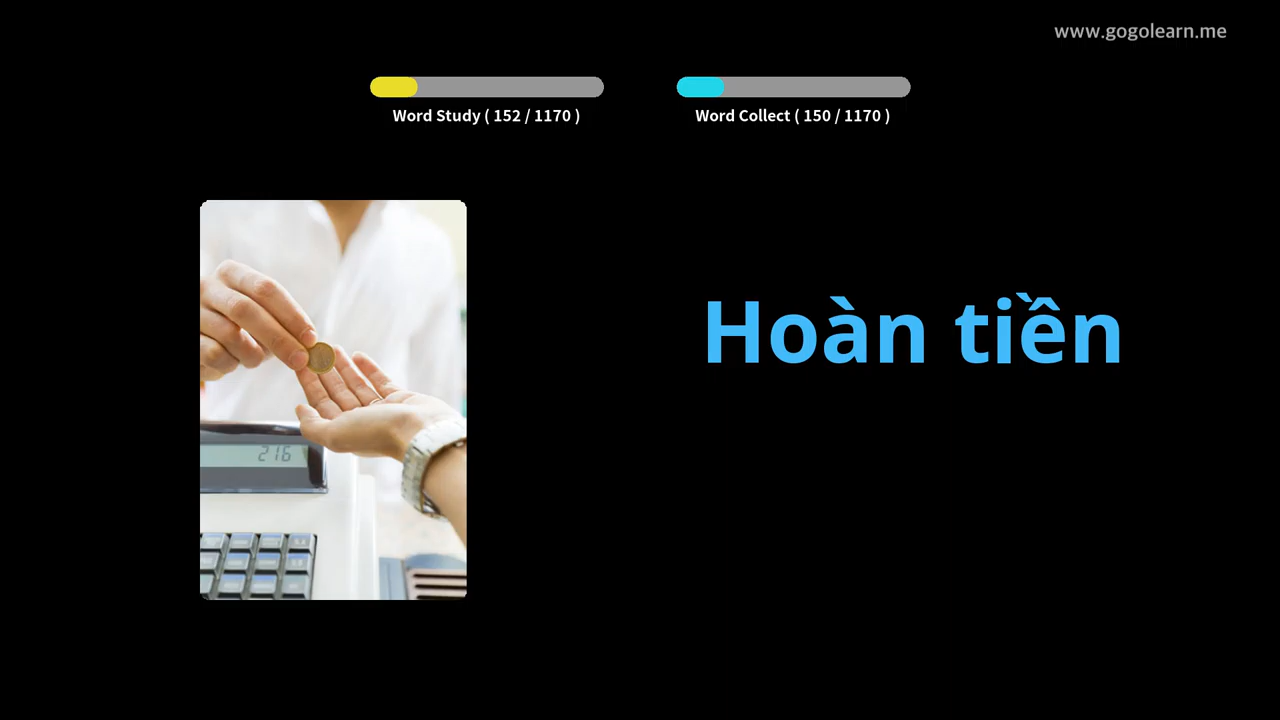 www.gogolearn.me
Word Study ( 152 / 1170 )
Word Collect ( 150 / 1170 )
Hoàn tiền
216